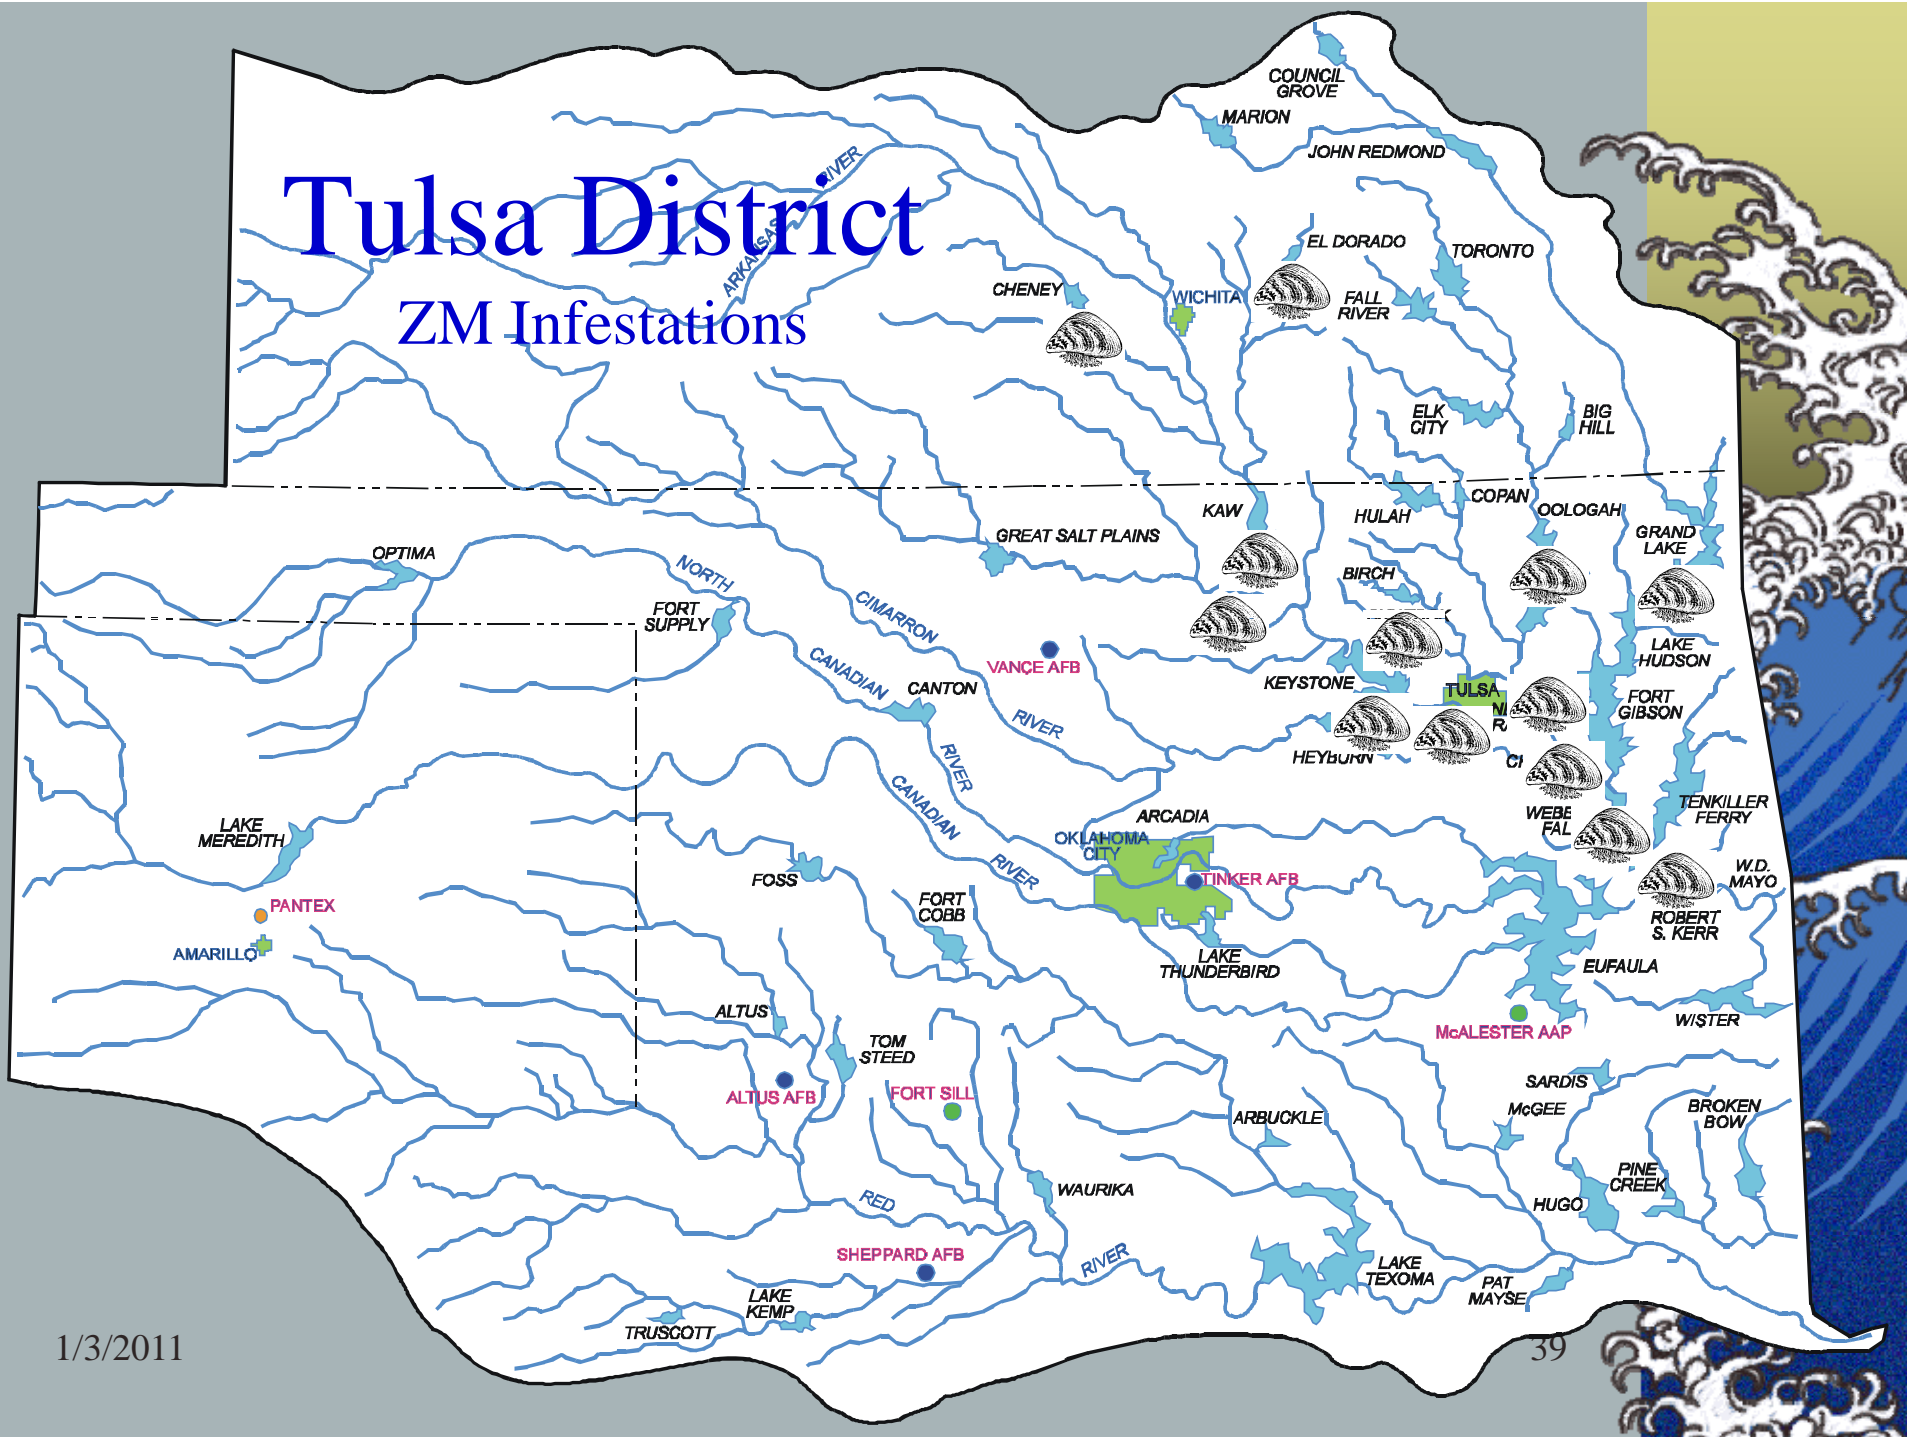 COUNCIL
GROVE
MARION
JOHN REDMOND
RIVER
Tulsa District
ARKANSAS
EL DORADO
TORONTO
CHENEY
WICHITA
FALL
RIVER
ZM Infestations
ELK
CITY
BIG
HILL
KAW
HULAH
COPAN
OOLOGAH
GREAT SALT PLAINS
GRAND
LAKE
OPTIMA
NORTH
BIRCH
FORT
SUPPLY
CIMARRON
VANCE AFB
LAKE
HUDSON
CANADIAN
CANTON
KEYSTONE
TULSA
FORT
GIBSON
RIVER
RIVER
HEYBURN
CANADIAN
ARCADIA
TENKILLER
FERRY
LAKE
MEREDITH
OKLAHOMA
CITY
WEBB
FAL
RIVER
FOSS
TINKER AFB
W.D.
MAYO
PANTEX
FORT
COBB
ROBERT
S. KERR
AMARILLO
LAKE
THUNDERBIRD
EUFAULA
ALTUS
WISTER
McALESTER AAP
TOM
STEED
ALTUS AFB
FORT SILL
SARDIS
McGEE
ARBUCKLE
BROKEN
BOW
PINE
CREEK
WAURIKA
HUGO
RED
SHEPPARD AFB
RIVER
LAKE
TEXOMA
PAT
MAYSE
LAKE
KEMP
TRUSCOTT
1/3/2011
39